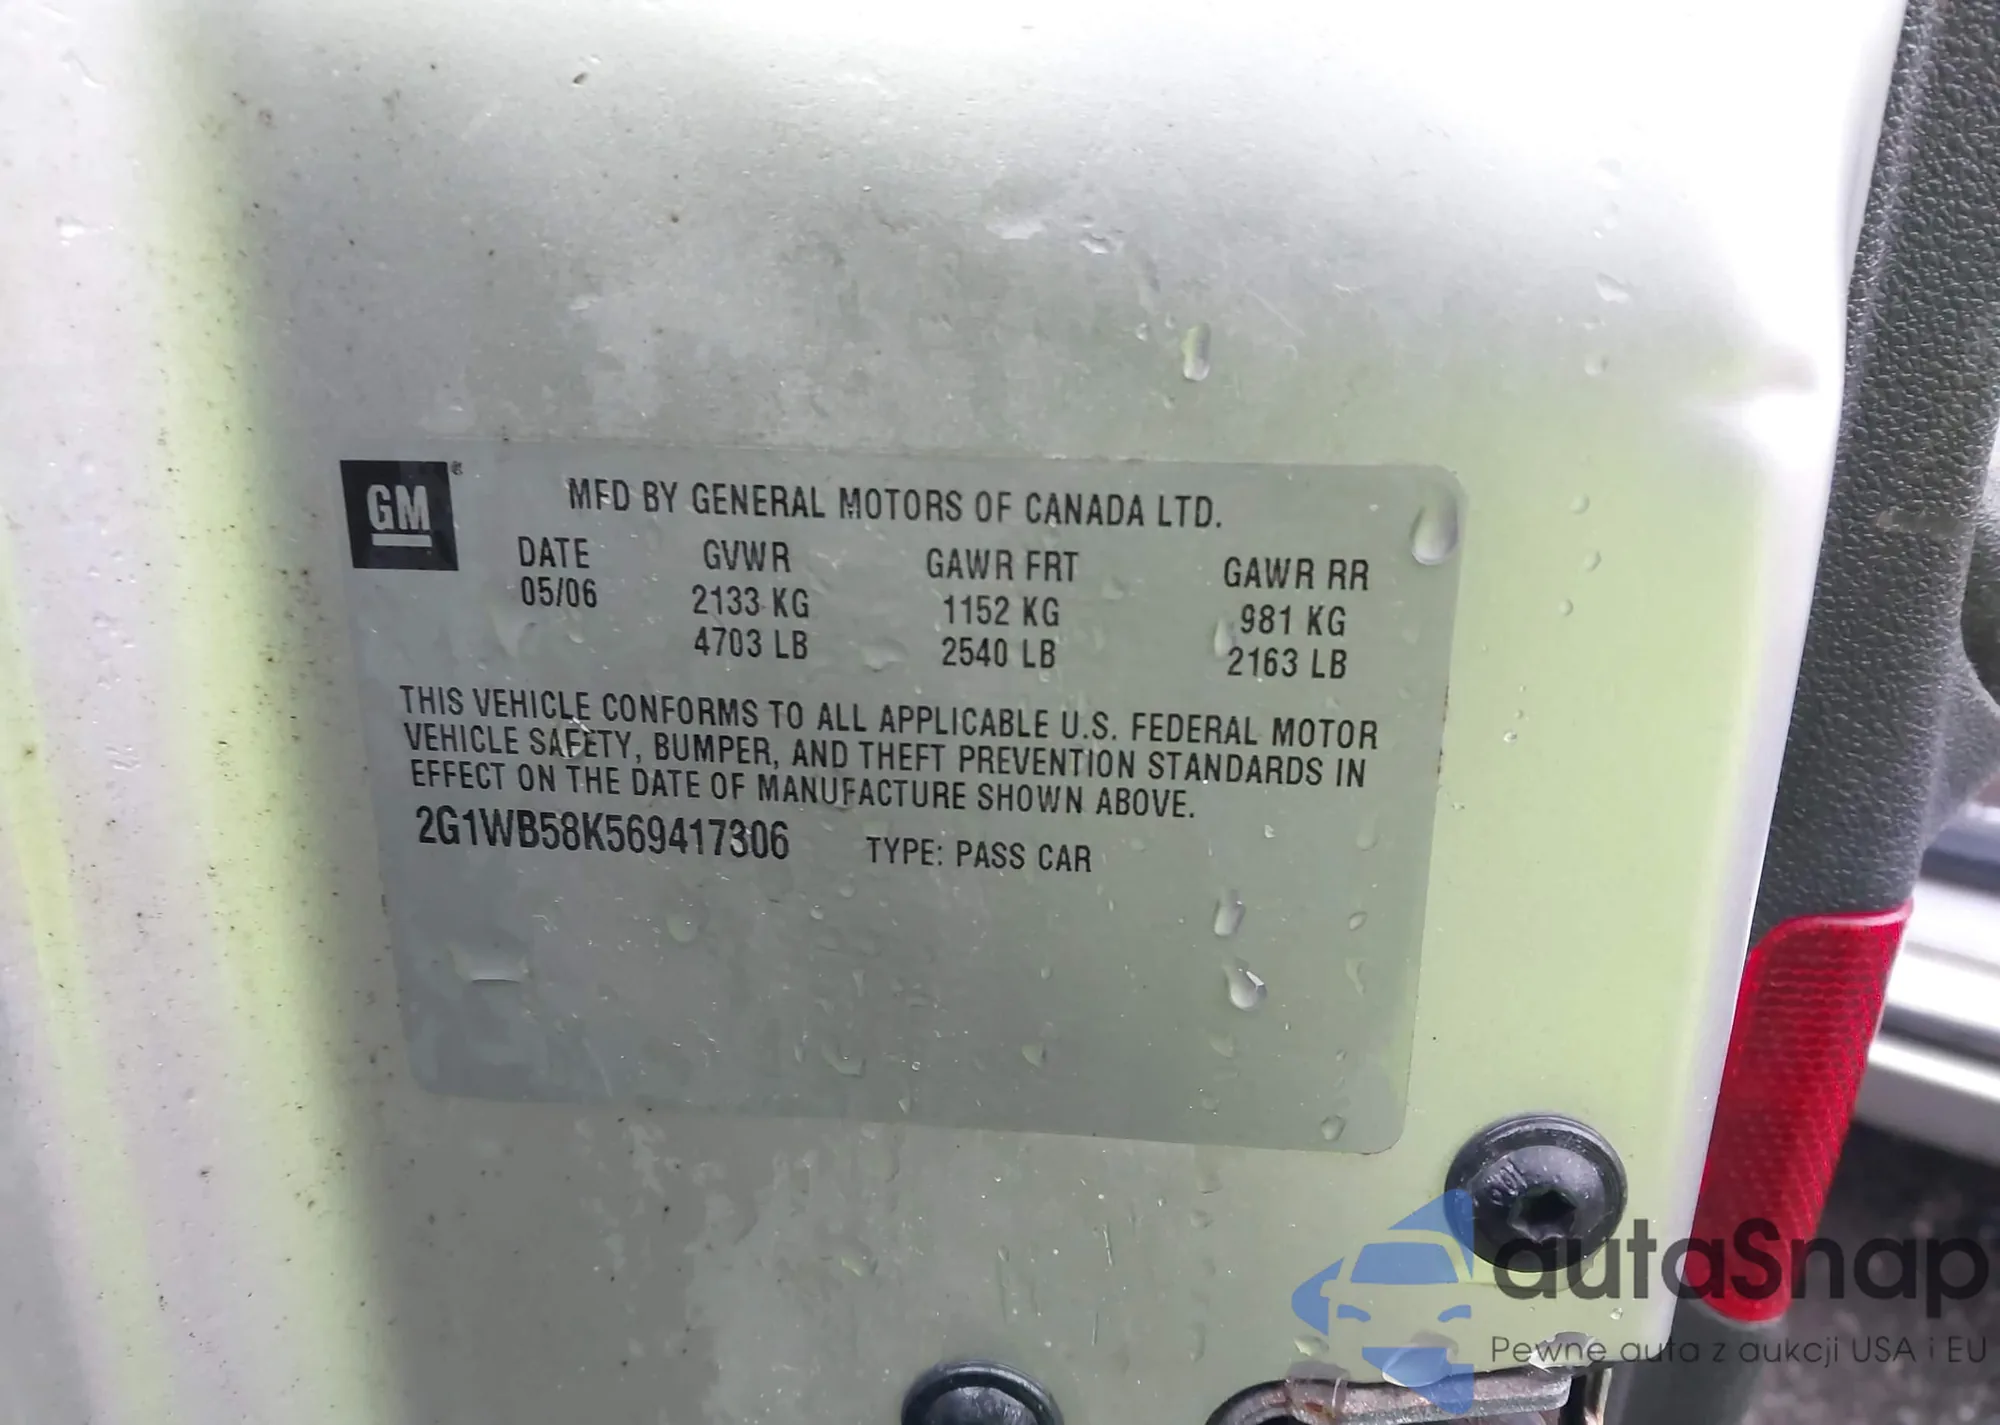 GM®
MFD BY GENERAL MOTORS OF CANADA LTD.
DATE GVWR GAWR FRT GAWR RR
05/06 2133 KG 1152 KG 981 KG
4703 LB 2540 LB 2163 LB
THIS VEHICLE CONFORMS TO ALL APPLICABLE U.S. FEDERAL MOTOR
VEHICLE SAFETY, BUMPER, AND THEFT PREVENTION STANDARDS IN
EFFECT ON THE DATE OF MANUFACTURE SHOWN ABOVE.
2G1WB58K569417306 TYPE: PASS CAR
autaSnap
Pewne auta z aukcji USA i EU